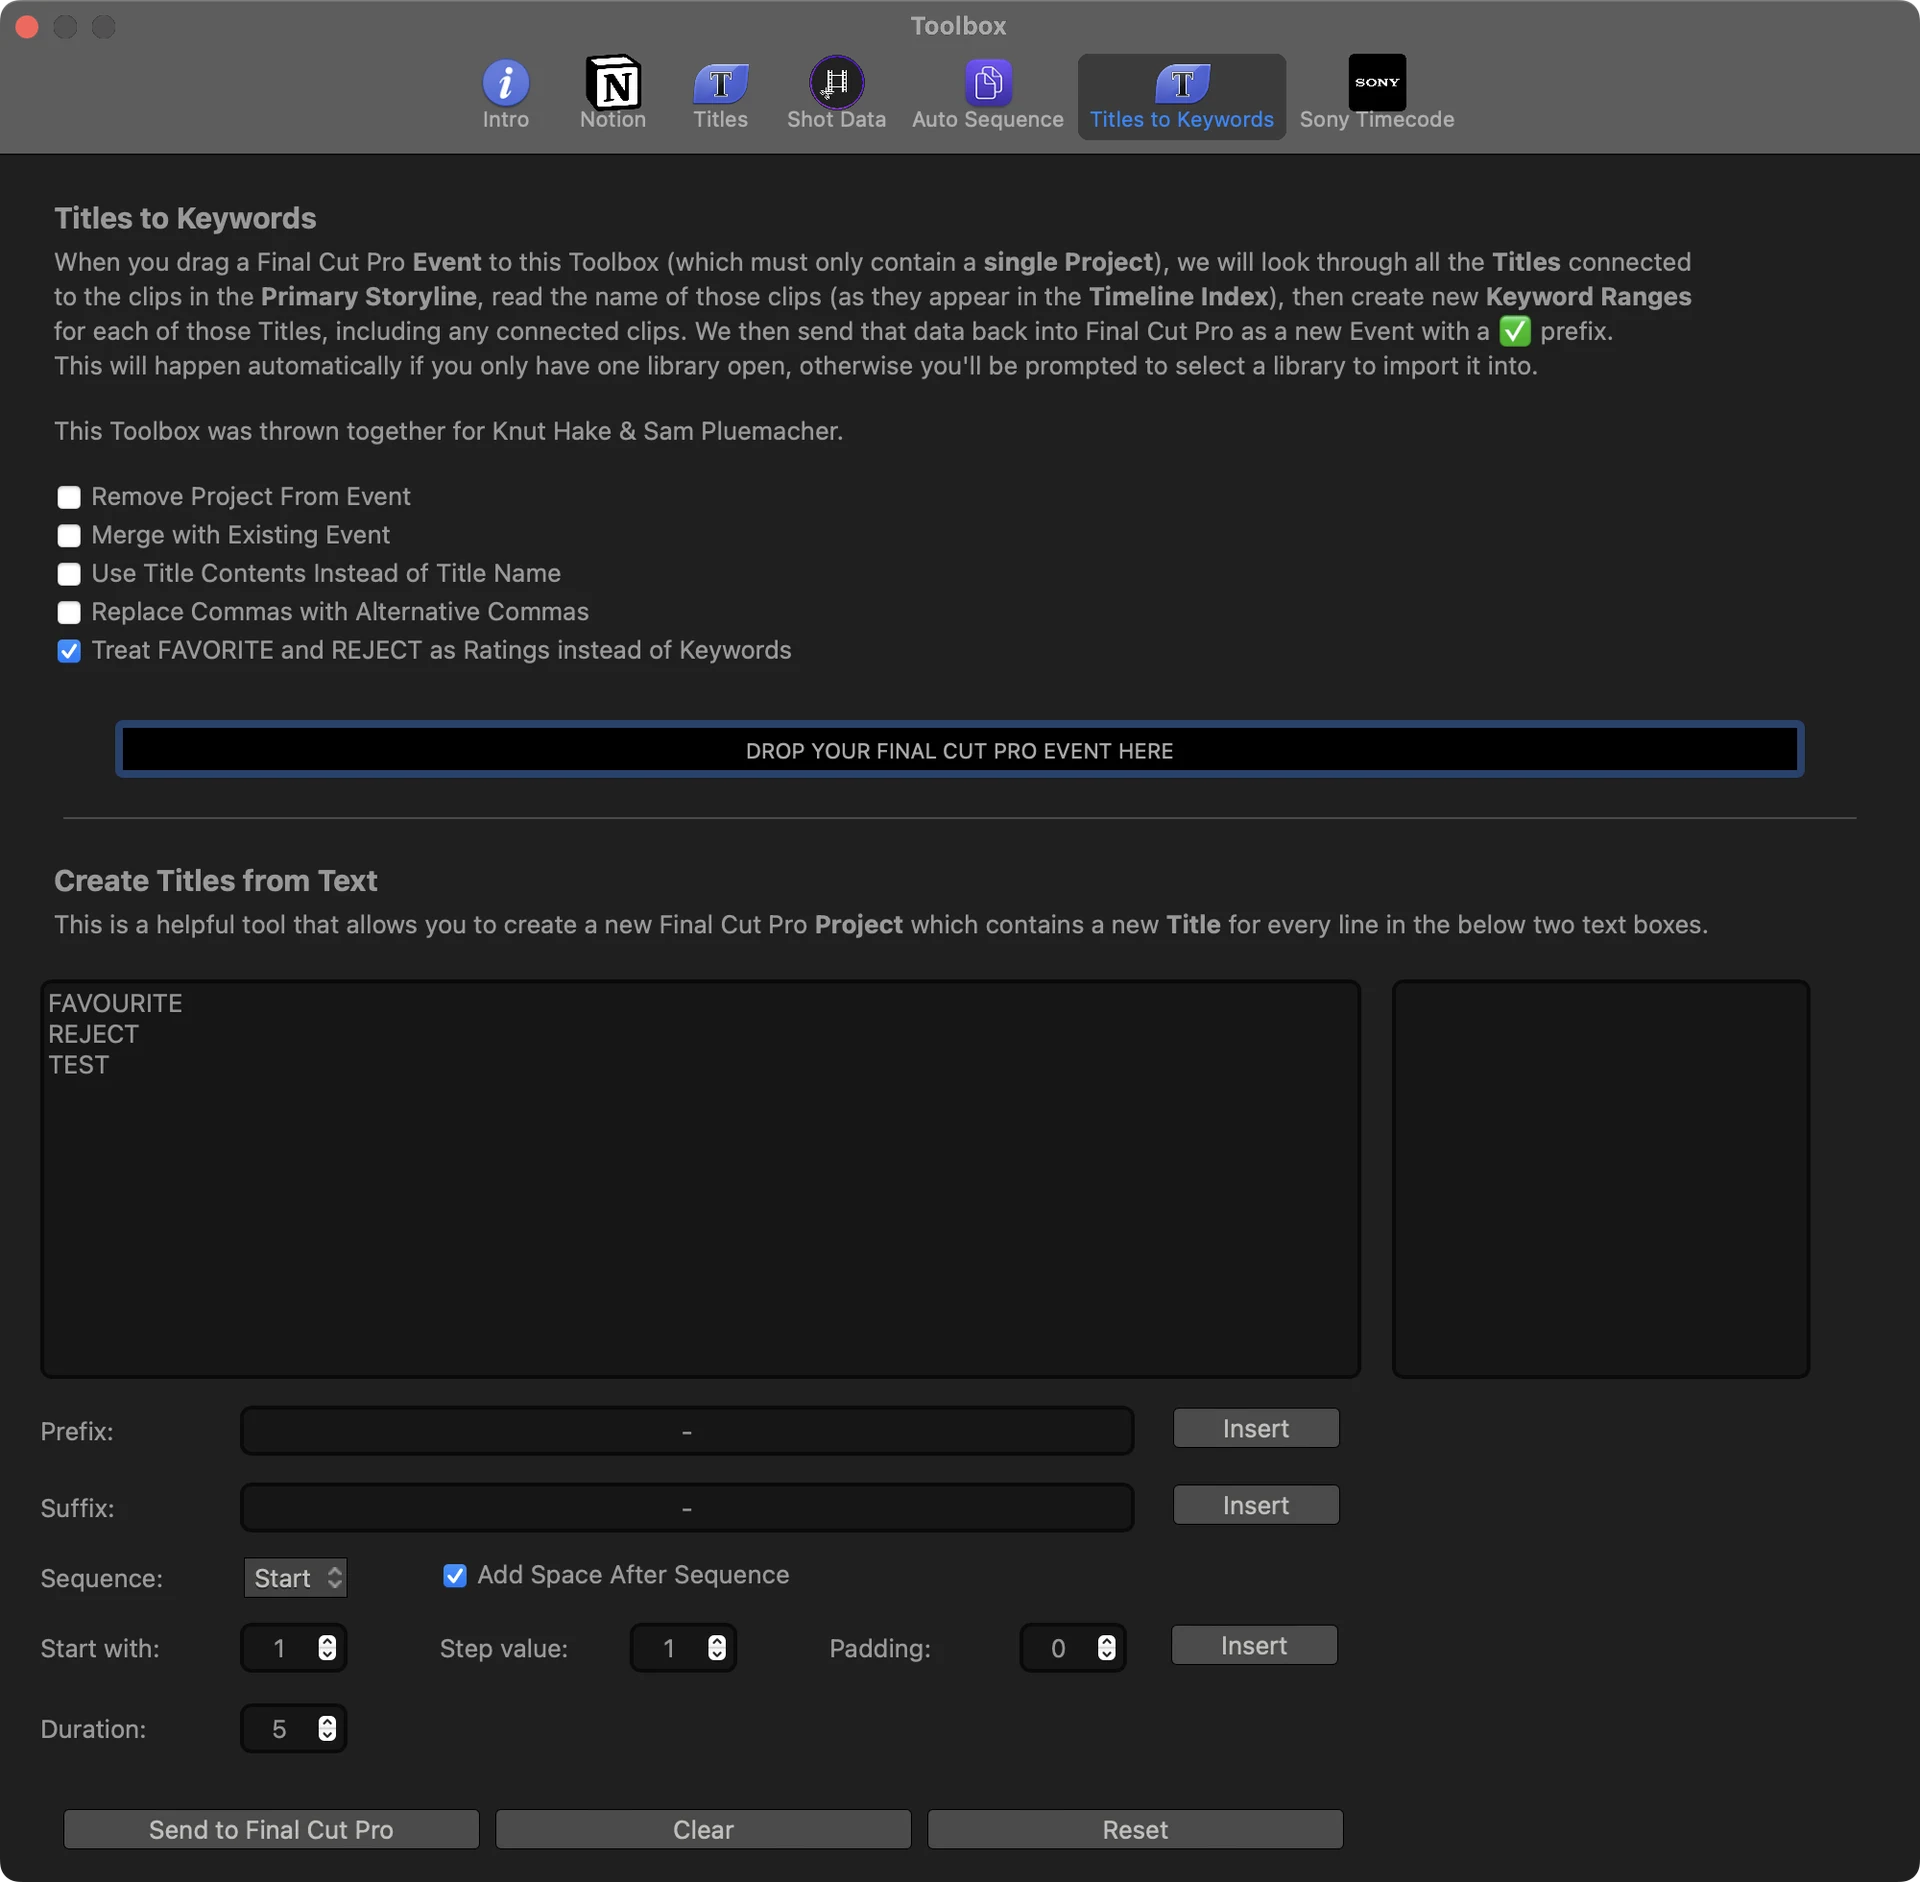 Toolbox
Intro
Notion
Titles
Shot Data
Auto Sequence
Titles to Keywords
SONY
Sony Timecode
Titles to Keywords
When you drag a Final Cut Pro Event to this Toolbox (which must only contain a single Project), we will look through all the Titles connected
to the clips in the Primary Storyline, read the name of those clips (as they appear in the Timeline Index), then create new Keyword Ranges
for each of those Titles, including any connected clips. We then send that data back into Final Cut Pro as a new Event with a ✅ prefix.
This will happen automatically if you only have one library open, otherwise you'll be prompted to select a library to import it into.
This Toolbox was thrown together for Knut Hake & Sam Pluemacher.
Remove Project From Event
Merge with Existing Event
Use Title Contents Instead of Title Name
Replace Commas with Alternative Commas
Treat FAVORITE and REJECT as Ratings instead of Keywords
DROP YOUR FINAL CUT PRO EVENT HERE
Create Titles from Text
This is a helpful tool that allows you to create a new Final Cut Pro Project which contains a new Title for every line in the below two text boxes.
FAVOURITE
REJECT
TEST
Prefix: - Insert
Suffix: - Insert
Sequence: Start Add Space After Sequence
Start with: 1 Step value: 1 Padding: 0 Insert
Duration: 5
Send to Final Cut Pro Clear Reset